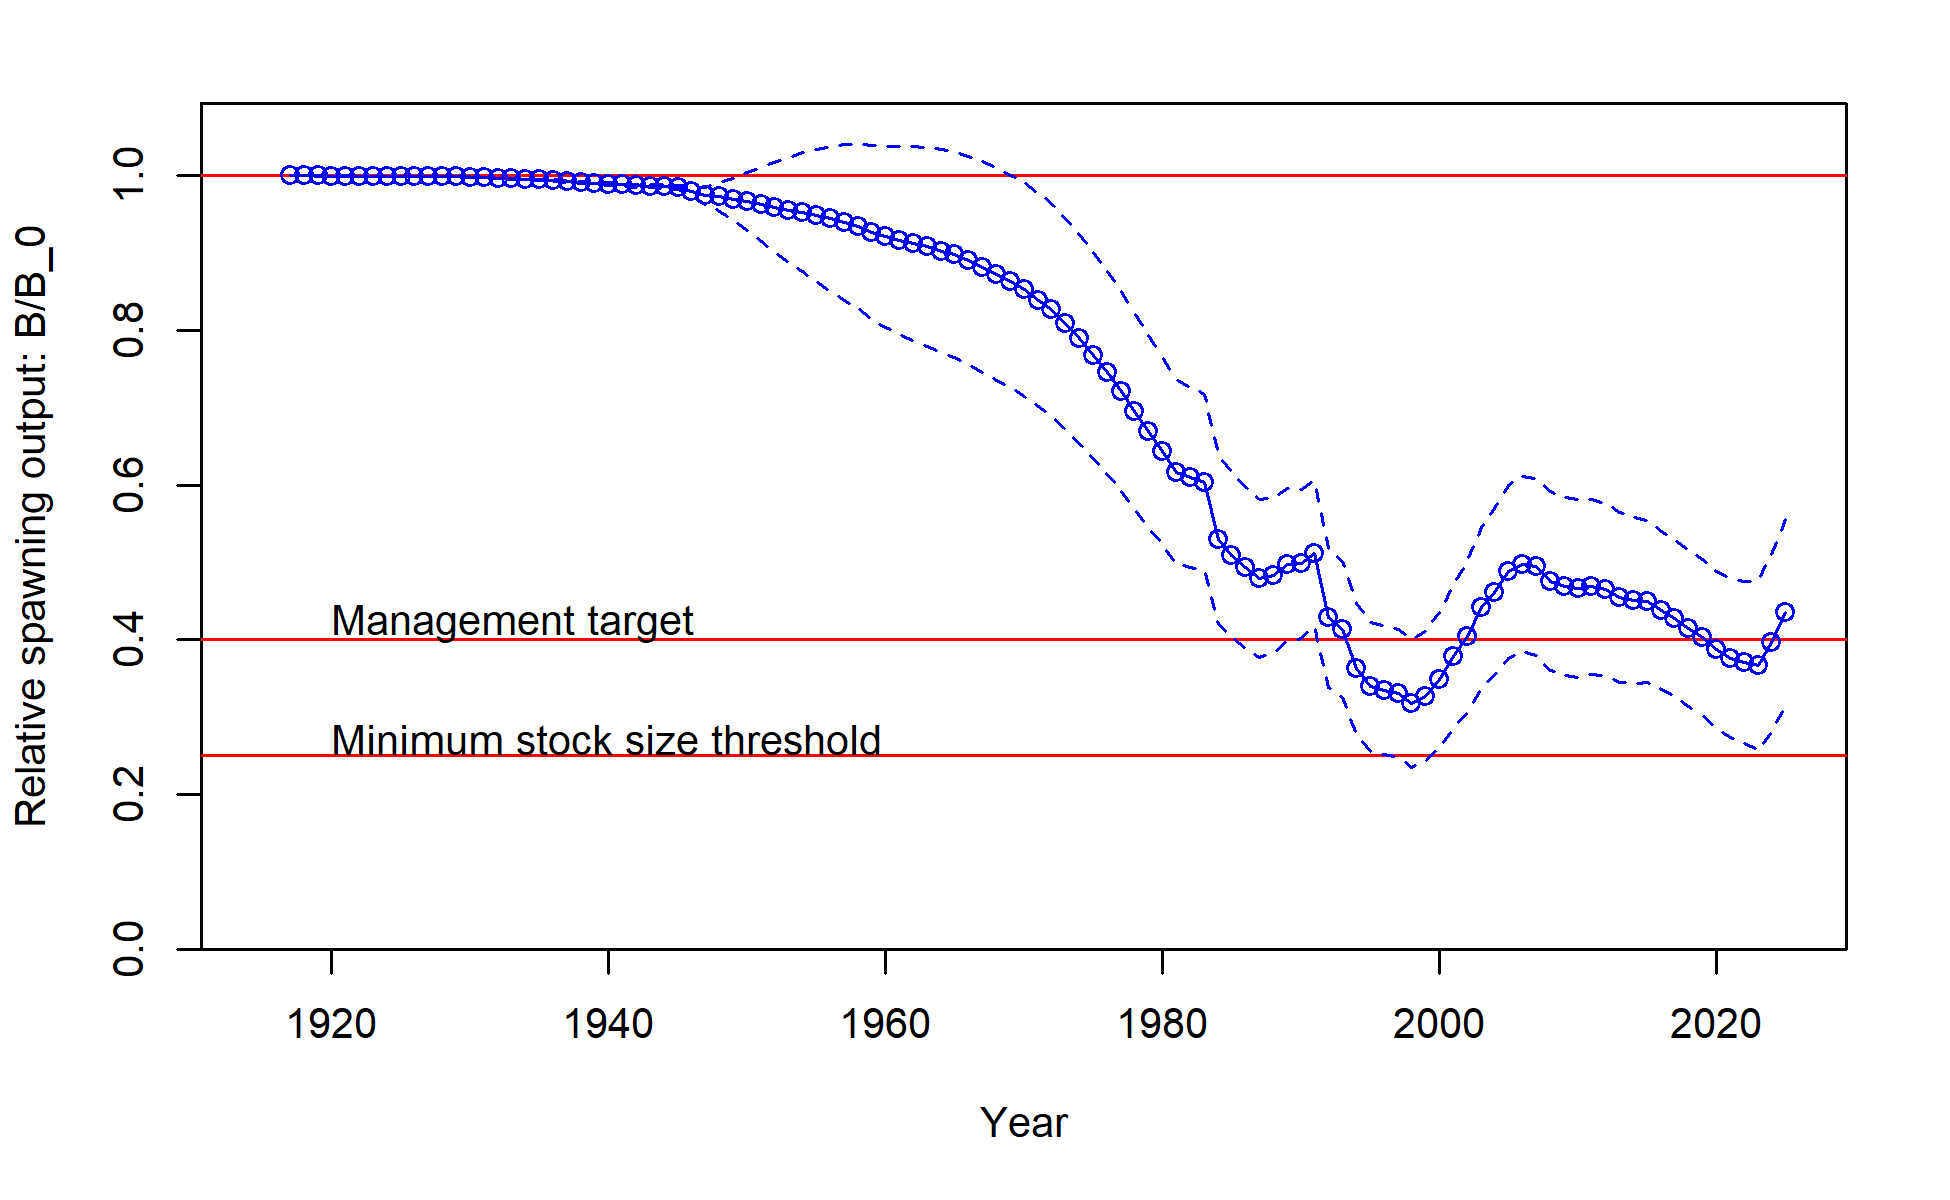 Relative spawning output: B/B_0
1.0
0.8
0.6
0.4
0.2
0.0
Management target
Minimum stock size threshold
1920 1940 1960 1980 2000 2020
Year